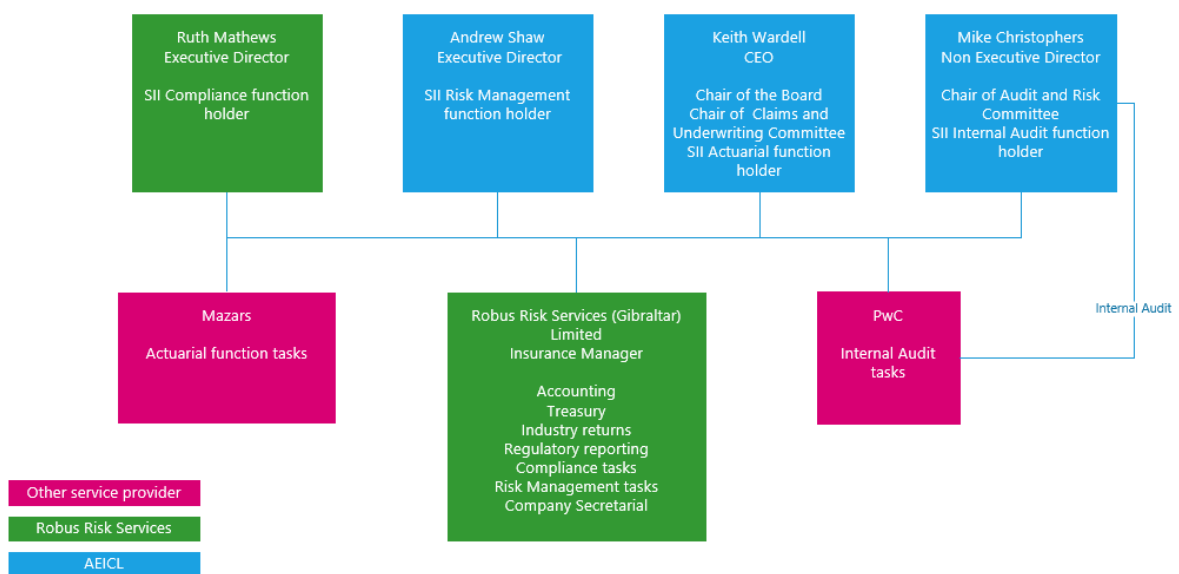 Ruth Mathews
Executive Director
SII Compliance function
holder
Andrew Shaw
Executive Director
SII Risk Management
function holder
Keith Wardell
CEO
Chair of the Board
Chair of Claims and
Underwriting Committee
SII Actuarial function
holder
Mike Christophers
Non Executive Director
Chair of Audit and Risk
Committee
SII Internal Audit function
holder
Mazars
Actuarial function tasks
Robus Risk Services (Gibraltar)
Limited
Insurance Manager
Accounting
Treasury
Industry returns
Regulatory reporting
Compliance tasks
Risk Management tasks
Company Secretarial
PwC
Internal Audit
tasks
Internal Audit
Other service provider
Robus Risk Services
AEICL